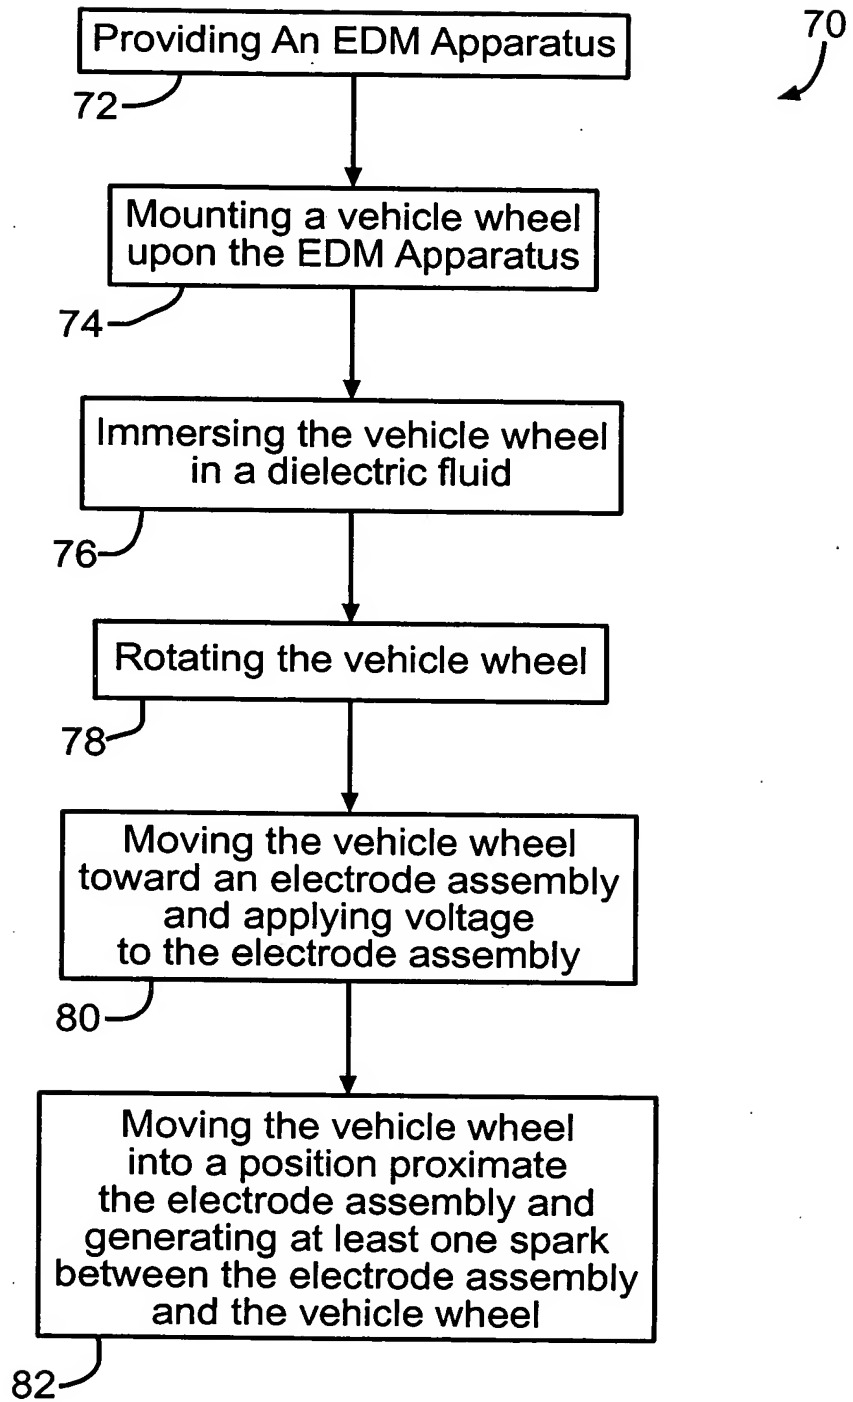 Providing An EDM Apparatus
70
72
Mounting a vehicle wheel
upon the EDM Apparatus
74
Immersing the vehicle wheel
in a dielectric fluid
76
Rotating the vehicle wheel
78
Moving the vehicle wheel
toward an electrode assembly
and applying voltage
to the electrode assembly
80
Moving the vehicle wheel
into a position proximate
the electrode assembly and
generating at least one spark
between the electrode assembly
and the vehicle wheel
82